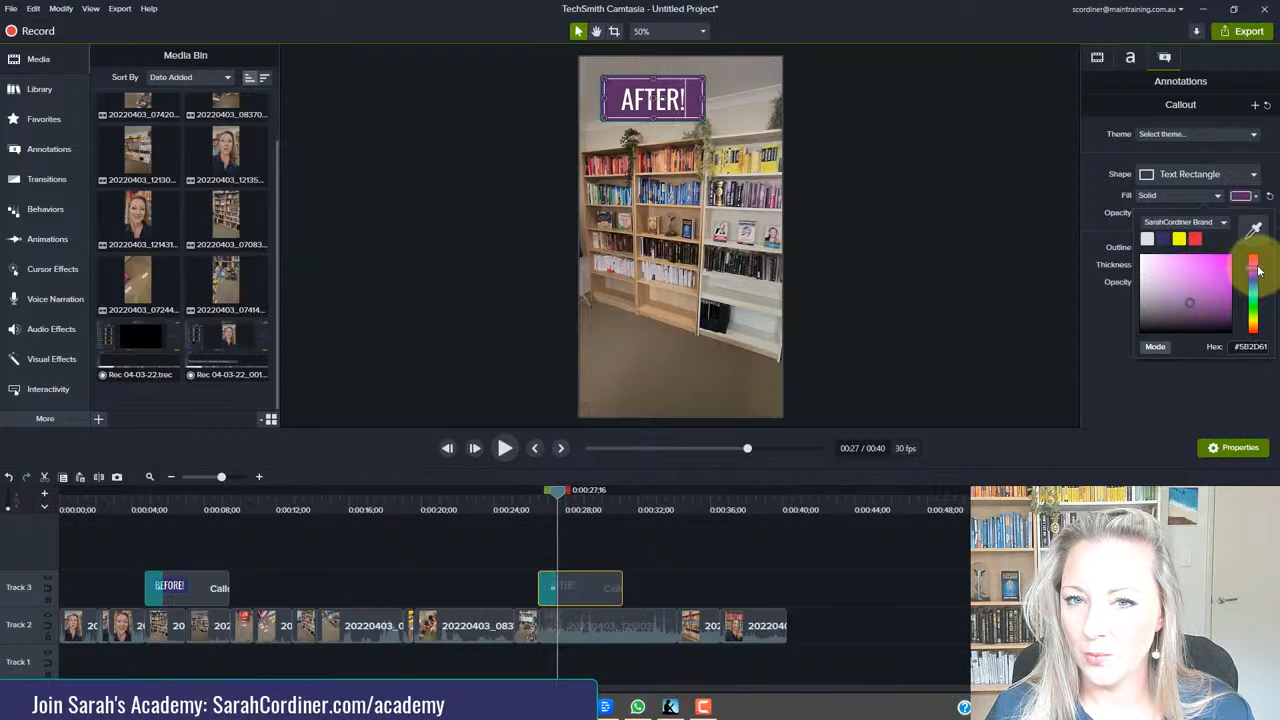 File Edit Modify View Export Help
TechSmith Camtasia - Untitled Project*
scordiner@maintraining.com.au
Record
50%
Export
Media
Library
Favorites
Annotations
Transitions
Behaviors
Animations
Cursor Effects
Voice Narration
Audio Effects
Visual Effects
Interactivity
More
Media Bin
Sort By Date Added
20220403_07420...
20220403_12130... 20220403_12135...
20220403_121431... 20220403_07083...
20220403_07244... 20220403_07414...
Rec 04-03-22.trec Rec 04-03-22_001...
AFTER!
Annotations
Callout
Theme Select theme...
Shape Text Rectangle
Fill Solid
Opacity
SarahCordiner Brand
Outline
Thickness
Opacity
Mode Hex: #5B2D61
00:27 / 00:40 30 fps
Properties
0:00:27;16
0:00:00;00 0:00:04;00 0:00:08;00 0:00:12;00 0:00:16;00 0:00:20;00 0:00:24;00 0:00:28;00 0:00:32;00 0:00:36;00 0:00:40;00 0:00:44;00 0:00:48;00
Track 3 BEFORE! Callo AFTER!
Track 2 20220403_0 20220403_083
Track 1
Join Sarah's Academy: SarahCordiner.com/academy